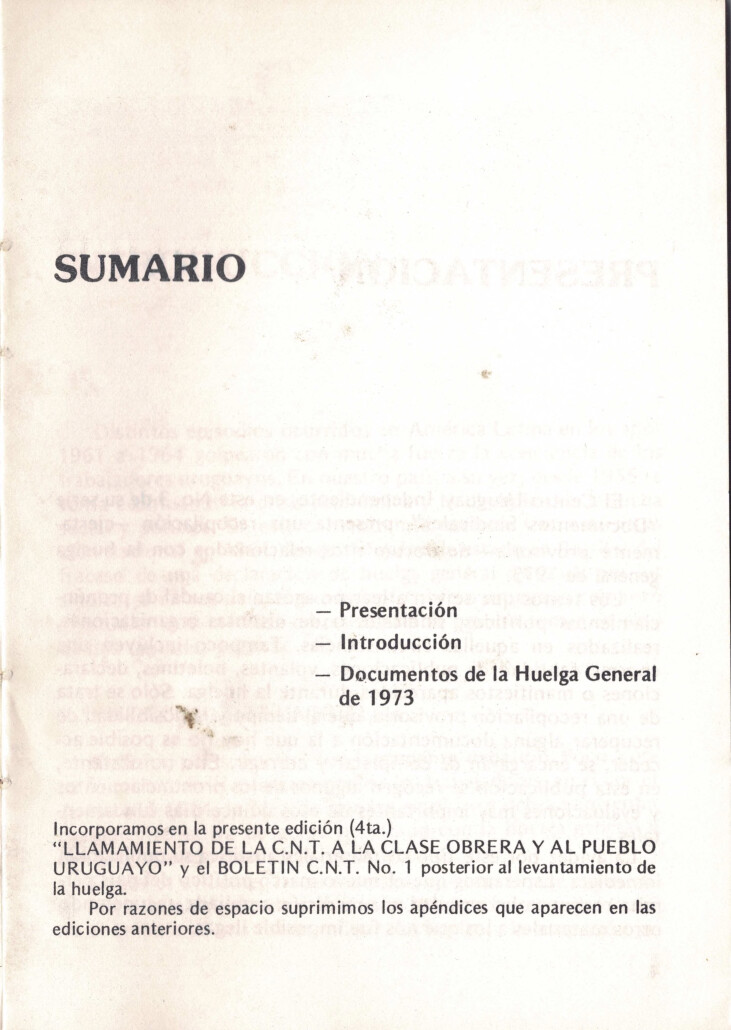 SUMARIO
— Presentación
— Introducción
— Documentos de la Huelga General
de 1973
Incorporamos en la presente edición (4ta.)
“LLAMAMIENTO DE LA C.N.T. A LA CLASE OBRERA Y AL PUEBLO
URUGUAYO” y el BOLETIN C.N.T. No. 1 posterior al levantamiento de
la huelga.
Por razones de espacio suprimimos los apéndices que aparecen en las
ediciones anteriores.